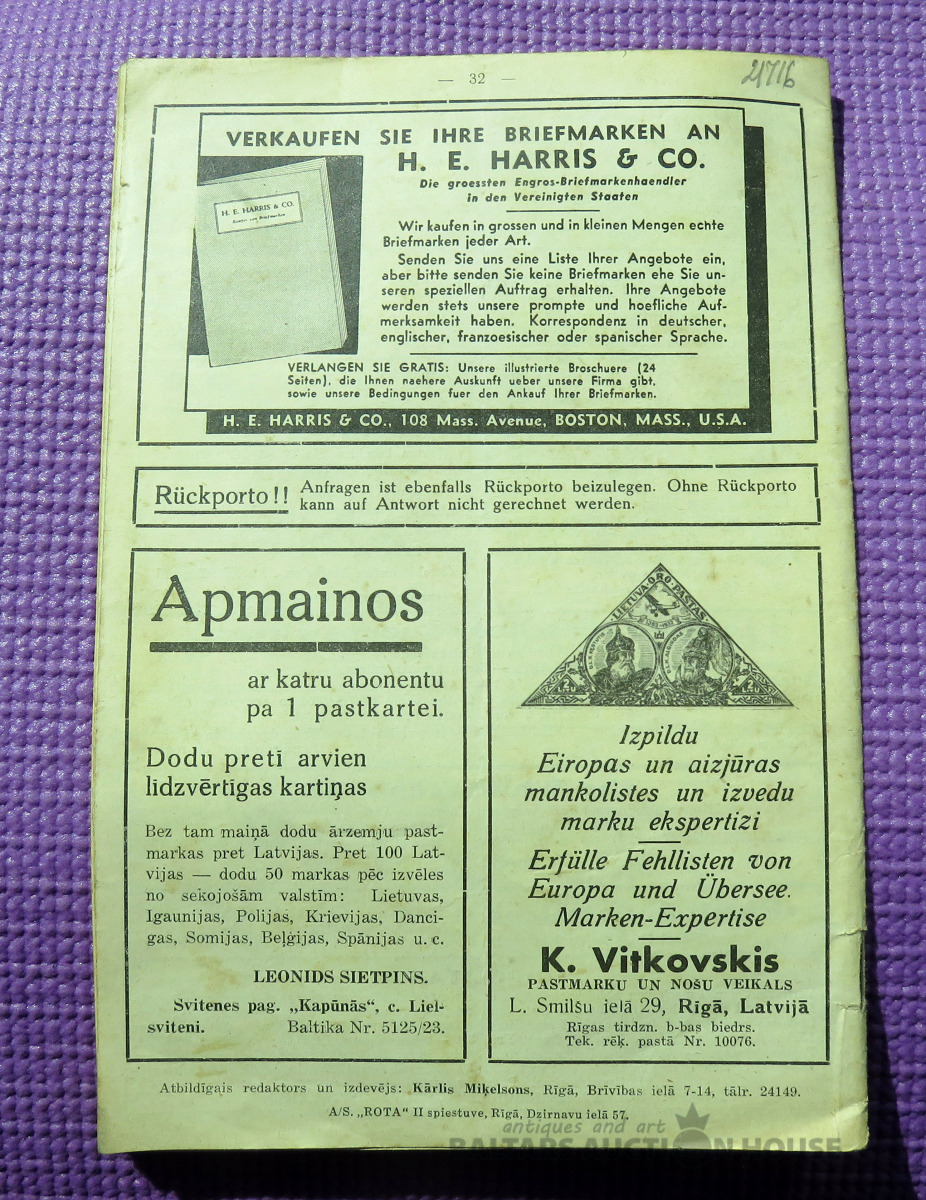 — 32 —
21716
VERKAUFEN SIE IHRE BRIEFMARKEN AN
H. E. HARRIS & CO.
Die groessten Engros-Briefmarkenhaendler
in den Vereinigten Staaten
H. E. HARRIS & CO.
Wir kaufen in grossen und in kleinen Mengen echte
Briefmarken jeder Art.
Senden Sie uns eine Liste Ihrer Angebote ein,
aber bitte senden Sie keine Briefmarken ehe Sie un-
seren speziellen Auftrag erhalten. Ihre Angebote
werden stets unsere prompte und hoefliche Auf-
merksamkeit haben. Korrespondenz in deutscher,
englischer, franzoesischer oder spanischer Sprache.
VERLANGEN SIE GRATIS: Unsere illustrierte Broschuere (24
Seiten), die Ihnen naehere Auskunft ueber unsere Firma gibt,
sowie unsere Bedingungen fuer den Ankauf Ihrer Briefmarken.
H. E. HARRIS & CO., 108 Mass. Avenue, BOSTON, MASS., U.S.A.
Rückporto!! Anfragen ist ebenfalls Rückporto beizulegen. Ohne Rückporto
kann auf Antwort nicht gerechnet werden.
Apmainos
ar katru abonentu
pa 1 pastkartei.
Dodu pretī arvien
līdzvērtīgas kartiņas
Bez tam maiņā dodu ārzemju past-
markas pret Latvijas. Pret 100 Lat-
vijas — dodu 50 markas pēc izvēles
no sekojošām valstīm: Lietuvas,
Igaunijas, Polijas, Krievijas, Danci-
gas, Somijas, Beļģijas, Spānijas u. c.
LEONIDS SIETPINS.
Svitenes pag. „Kapūnās“, c. Liel-
sviteni. Baltika Nr. 5125/23.
LIETUVA·ORO·PASTAS
Izpildu
Eiropas un aizjūras
mankolistes un izvedu
marku ekspertizi
Erfülle Fehllisten von
Europa und Übersee.
Marken-Expertise
K. Vitkovskis
PASTMARKU UN NOŠU VEIKALS
L. Smilšu ielā 29, Rīgā, Latvijā
Rīgas tirdzn. b-bas biedrs.
Tek. rēķ. pastā Nr. 10076.
Atbildīgais redaktors un izdevējs: Kārlis Miķelsons, Rīgā, Brīvības ielā 7-14, tālr. 24149.
A/S. „ROTA“ II spiestuve, Rīgā, Dzirnavu ielā 57.
antiques and art
BALTARS AUCTION HOUSE